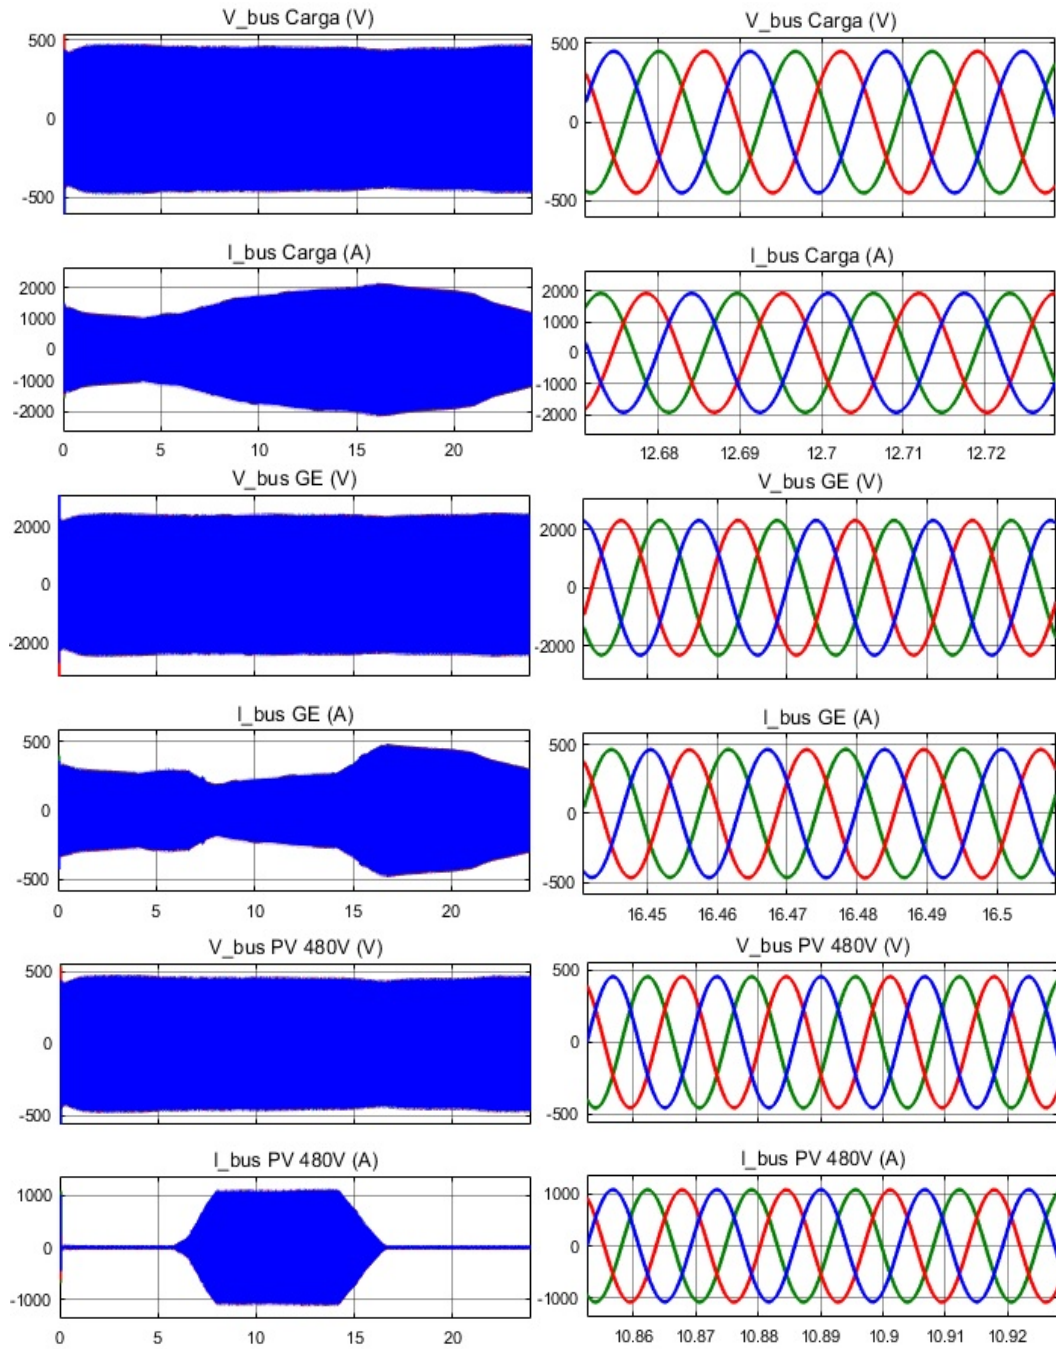 V_bus Carga (V)
500
0
-500
V_bus Carga (V)
500
0
-500
I_bus Carga (A)
2000
1000
0
-1000
-2000
0 5 10 15 20
I_bus Carga (A)
2000
1000
0
-1000
-2000
12.68 12.69 12.7 12.71 12.72
V_bus GE (V)
2000
0
-2000
V_bus GE (V)
2000
0
-2000
I_bus GE (A)
500
0
-500
0 5 10 15 20
I_bus GE (A)
500
0
-500
16.45 16.46 16.47 16.48 16.49 16.5
V_bus PV 480V (V)
500
0
-500
V_bus PV 480V (V)
500
0
-500
I_bus PV 480V (A)
1000
0
-1000
0 5 10 15 20
I_bus PV 480V (A)
1000
0
-1000
10.86 10.87 10.88 10.89 10.9 10.91 10.92